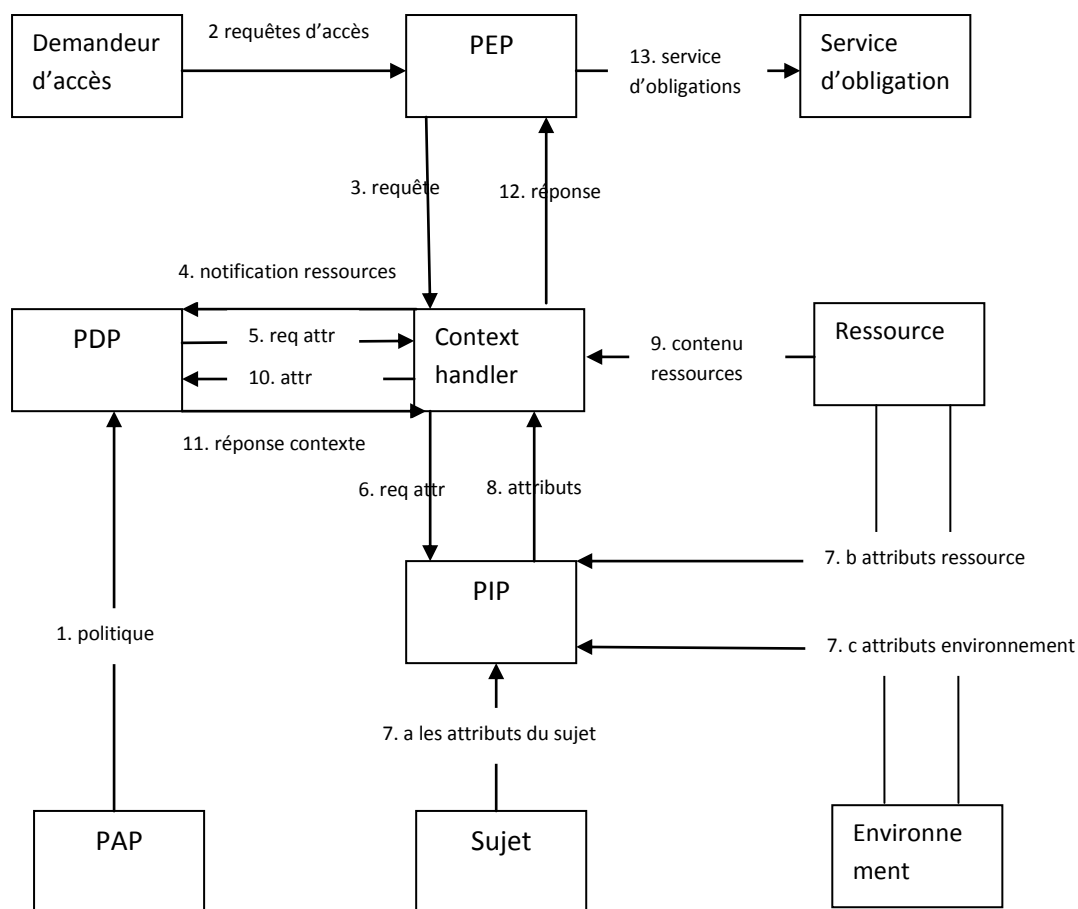 Demandeur
d'accès
2 requêtes d'accès
PEP
13. service
d'obligations
Service
d'obligation
3. requête
12. réponse
4. notification ressources
PDP
5. req attr
10. attr
Context
handler
9. contenu
ressources
Ressource
11. réponse contexte
6. req attr
8. attributs
7. b attributs ressource
PIP
1. politique
7. c attributs environnement
7. a les attributs du sujet
PAP
Sujet
Environne
ment